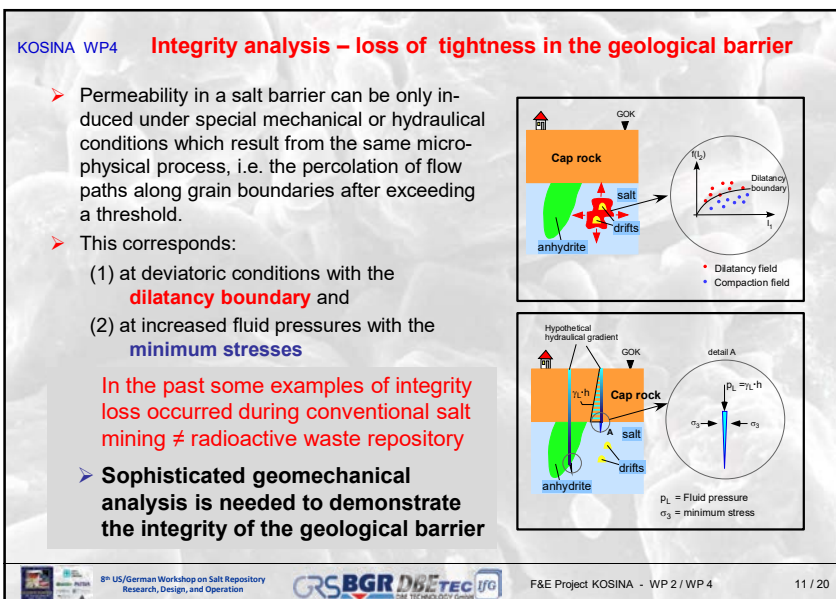 KOSINA WP4 Integrity analysis – loss of tightness in the geological barrier
➢ Permeability in a salt barrier can be only in-
duced under special mechanical or hydraulical
conditions which result from the same micro-
physical process, i.e. the percolation of flow
paths along grain boundaries after exceeding
a threshold.
➢ This corresponds:
(1) at deviatoric conditions with the
dilatancy boundary and
(2) at increased fluid pressures with the
minimum stresses
In the past some examples of integrity
loss occurred during conventional salt
mining ≠ radioactive waste repository
➢ Sophisticated geomechanical
analysis is needed to demonstrate
the integrity of the geological barrier
GOK
Cap rock
salt
drifts
anhydrite
f(I₂)
Dilatancy
boundary
I₁
• Dilatancy field
• Compaction field
Hypothetical
hydraulical gradient
GOK
detail A
γL·h
Cap rock
A
salt
drifts
anhydrite
pL =γL·h
σ₃
σ₃
pL = Fluid pressure
σ₃ = minimum stress
8th US/German Workshop on Salt Repository
Research, Design, and Operation
GRS BGR DBE TEC IfG
DBE TECHNOLOGY GmbH
F&E Project KOSINA - WP 2 / WP 4
11 / 20